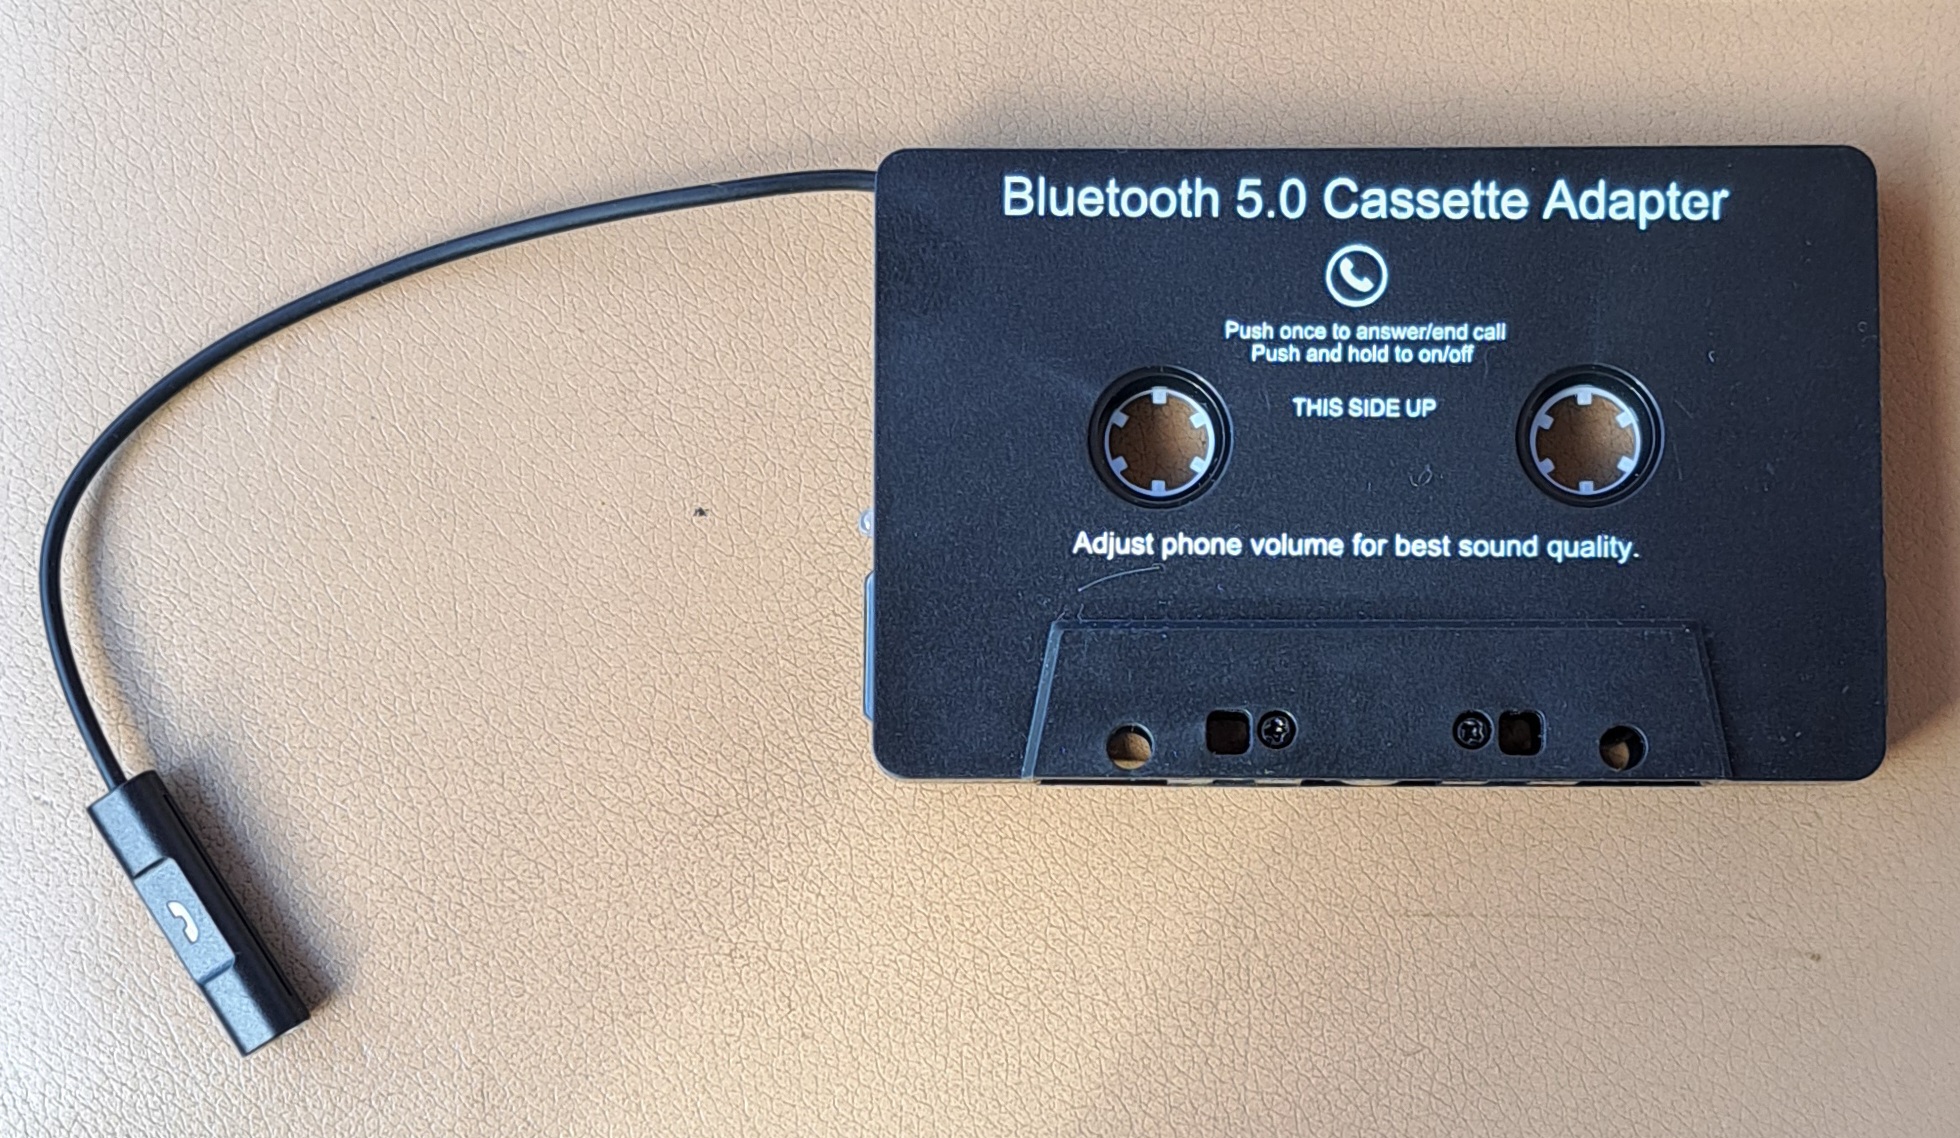 Bluetooth 5.0 Cassette Adapter
Push once to answer/end call
Push and hold to on/off
THIS SIDE UP
Adjust phone volume for best sound quality.